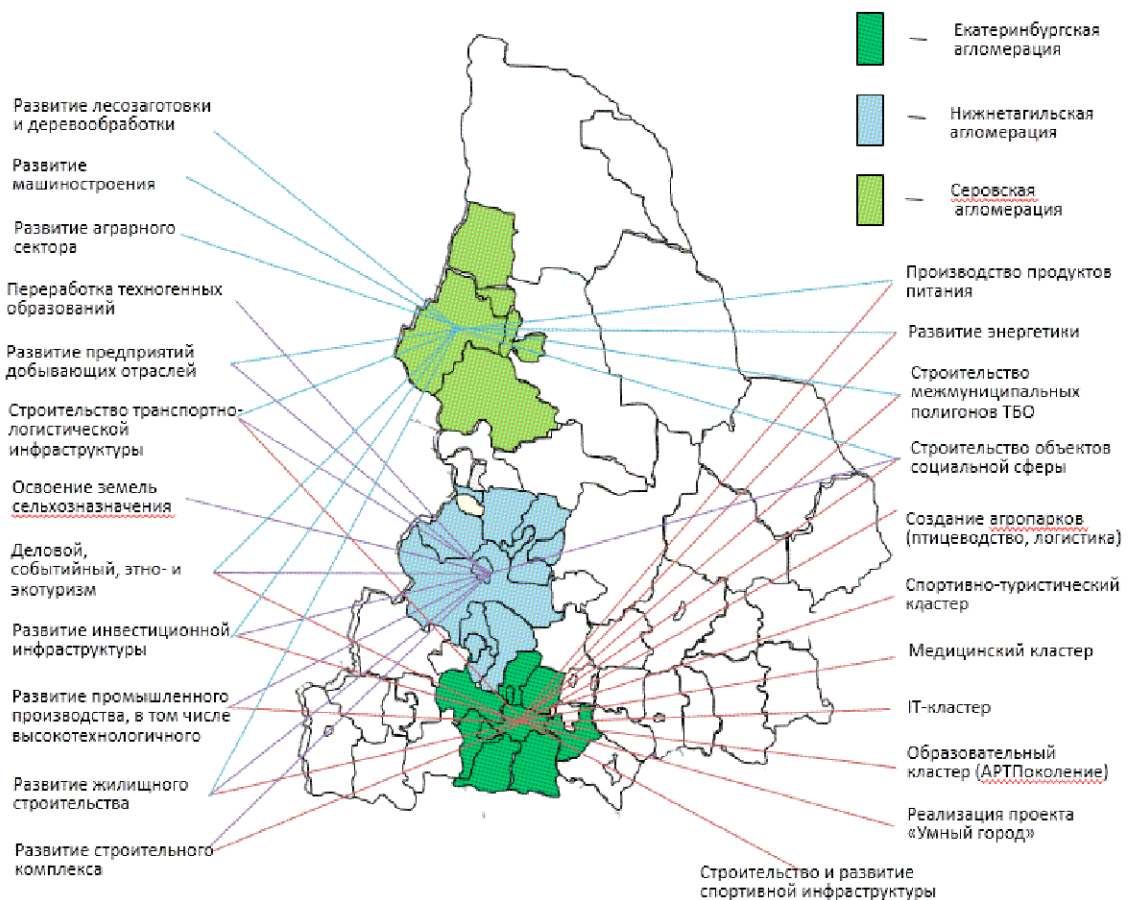 Екатеринбургская
агломерация
Нижнетагильская
агломерация
Серовская
агломерация
Развитие лесозаготовки
и деревообработки
Развитие
машиностроения
Развитие аграрного
сектора
Переработка техногенных
образований
Развитие предприятий
добывающих отраслей
Строительство транспортно-
логистической
инфраструктуры
Освоение земель
сельхозназначения
Деловой,
событийный, этно- и
экотуризм
Развитие инвестиционной
инфраструктуры
Развитие промышленного
производства, в том числе
высокотехнологичного
Развитие жилищного
строительства
Развитие строительного
комплекса
Производство продуктов
питания
Развитие энергетики
Строительство
межмуниципальных
полигонов ТБО
Строительство объектов
социальной сферы
Создание агропарков
(птицеводство, логистика)
Спортивно-туристический
кластер
Медицинский кластер
IT-кластер
Образовательный
кластер (АРТПоколение)
Реализация проекта
«Умный город»
Строительство и развитие
спортивной инфраструктуры